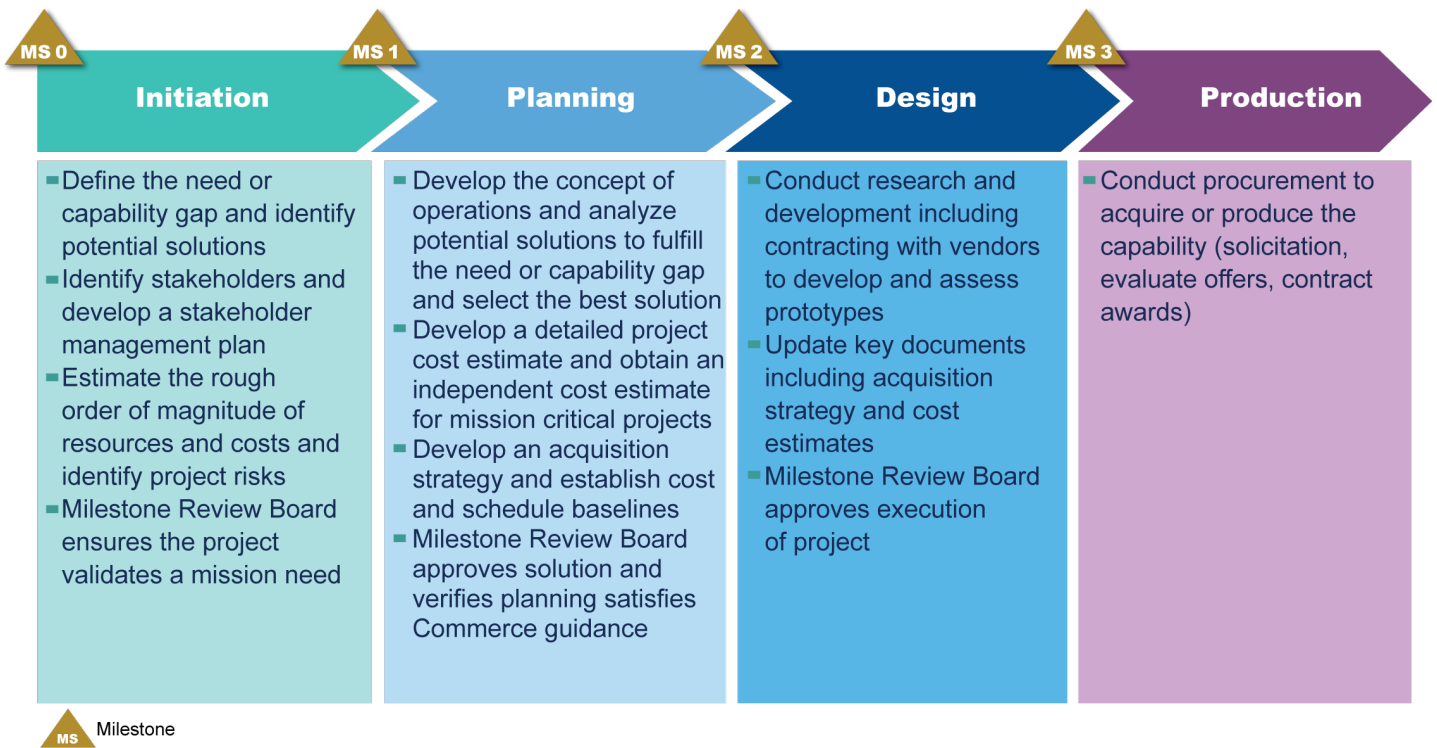 MS 0
MS 1
MS 2
MS 3
Initiation
Planning
Design
Production
Define the need or
capability gap and identify
potential solutions
Identify stakeholders and
develop a stakeholder
management plan
Estimate the rough
order of magnitude of
resources and costs and
identify project risks
Milestone Review Board
ensures the project
validates a mission need
Develop the concept of
operations and analyze
potential solutions to fulfill
the need or capability gap
and select the best solution
Develop a detailed project
cost estimate and obtain an
independent cost estimate
for mission critical projects
Develop an acquisition
strategy and establish cost
and schedule baselines
Milestone Review Board
approves solution and
verifies planning satisfies
Commerce guidance
Conduct research and
development including
contracting with vendors
to develop and assess
prototypes
Update key documents
including acquisition
strategy and cost
estimates
Milestone Review Board
approves execution
of project
Conduct procurement to
acquire or produce the
capability (solicitation,
evaluate offers, contract
awards)
MS
Milestone